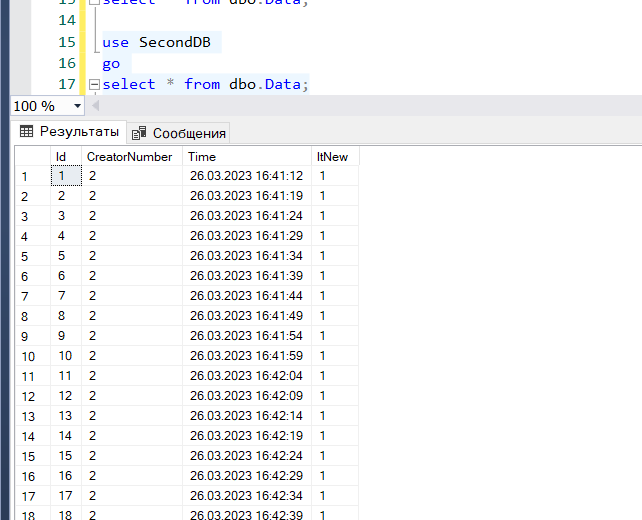 13 select * from dbo.Data;
14
15 use SecondDB
16 go
17 select * from dbo.Data;
100 %
Результаты Сообщения
Id CreatorNumber Time ItNew
1 1 2 26.03.2023 16:41:12 1
2 2 2 26.03.2023 16:41:19 1
3 3 2 26.03.2023 16:41:24 1
4 4 2 26.03.2023 16:41:29 1
5 5 2 26.03.2023 16:41:34 1
6 6 2 26.03.2023 16:41:39 1
7 7 2 26.03.2023 16:41:44 1
8 8 2 26.03.2023 16:41:49 1
9 9 2 26.03.2023 16:41:54 1
10 10 2 26.03.2023 16:41:59 1
11 11 2 26.03.2023 16:42:04 1
12 12 2 26.03.2023 16:42:09 1
13 13 2 26.03.2023 16:42:14 1
14 14 2 26.03.2023 16:42:19 1
15 15 2 26.03.2023 16:42:24 1
16 16 2 26.03.2023 16:42:29 1
17 17 2 26.03.2023 16:42:34 1
18 18 2 26.03.2023 16:42:39 1